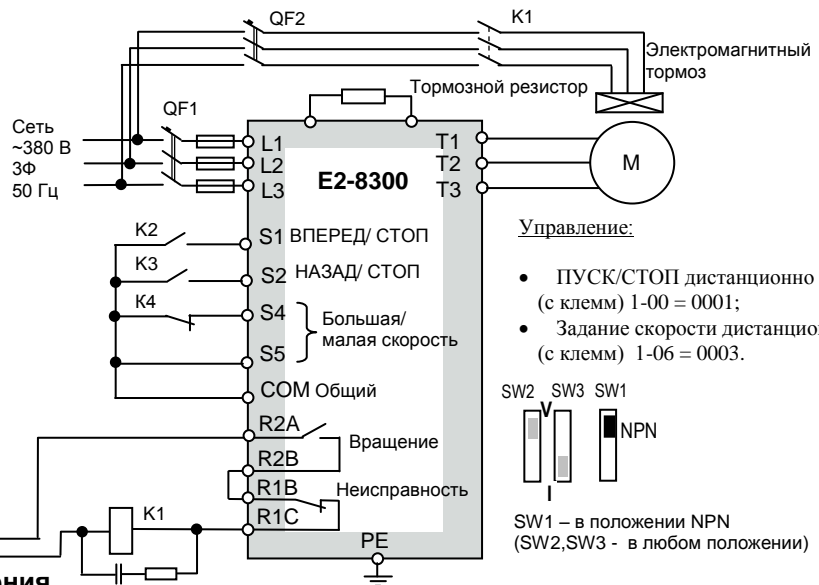 QF2
K1
Электромагнитный
тормоз
Тормозной резистор
QF1
Сеть
~380 В
3Ф
50 Гц
L1
L2
L3
E2-8300
T1
T2
T3
M
K2
S1 ВПЕРЕД/ СТОП
K3
S2 НАЗАД/ СТОП
K4
S4
S5
Большая/
малая скорость
COM Общий
R2A
Вращение
R2B
R1B
Неисправность
R1C
K1
PE
Управление:
• ПУСК/СТОП дистанционно
(с клемм) 1-00 = 0001;
• Задание скорости дистанцио
(с клемм) 1-06 = 0003.
SW2 SW3 SW1
V
NPN
I
SW1 – в положении NPN
(SW2,SW3 - в любом положении)